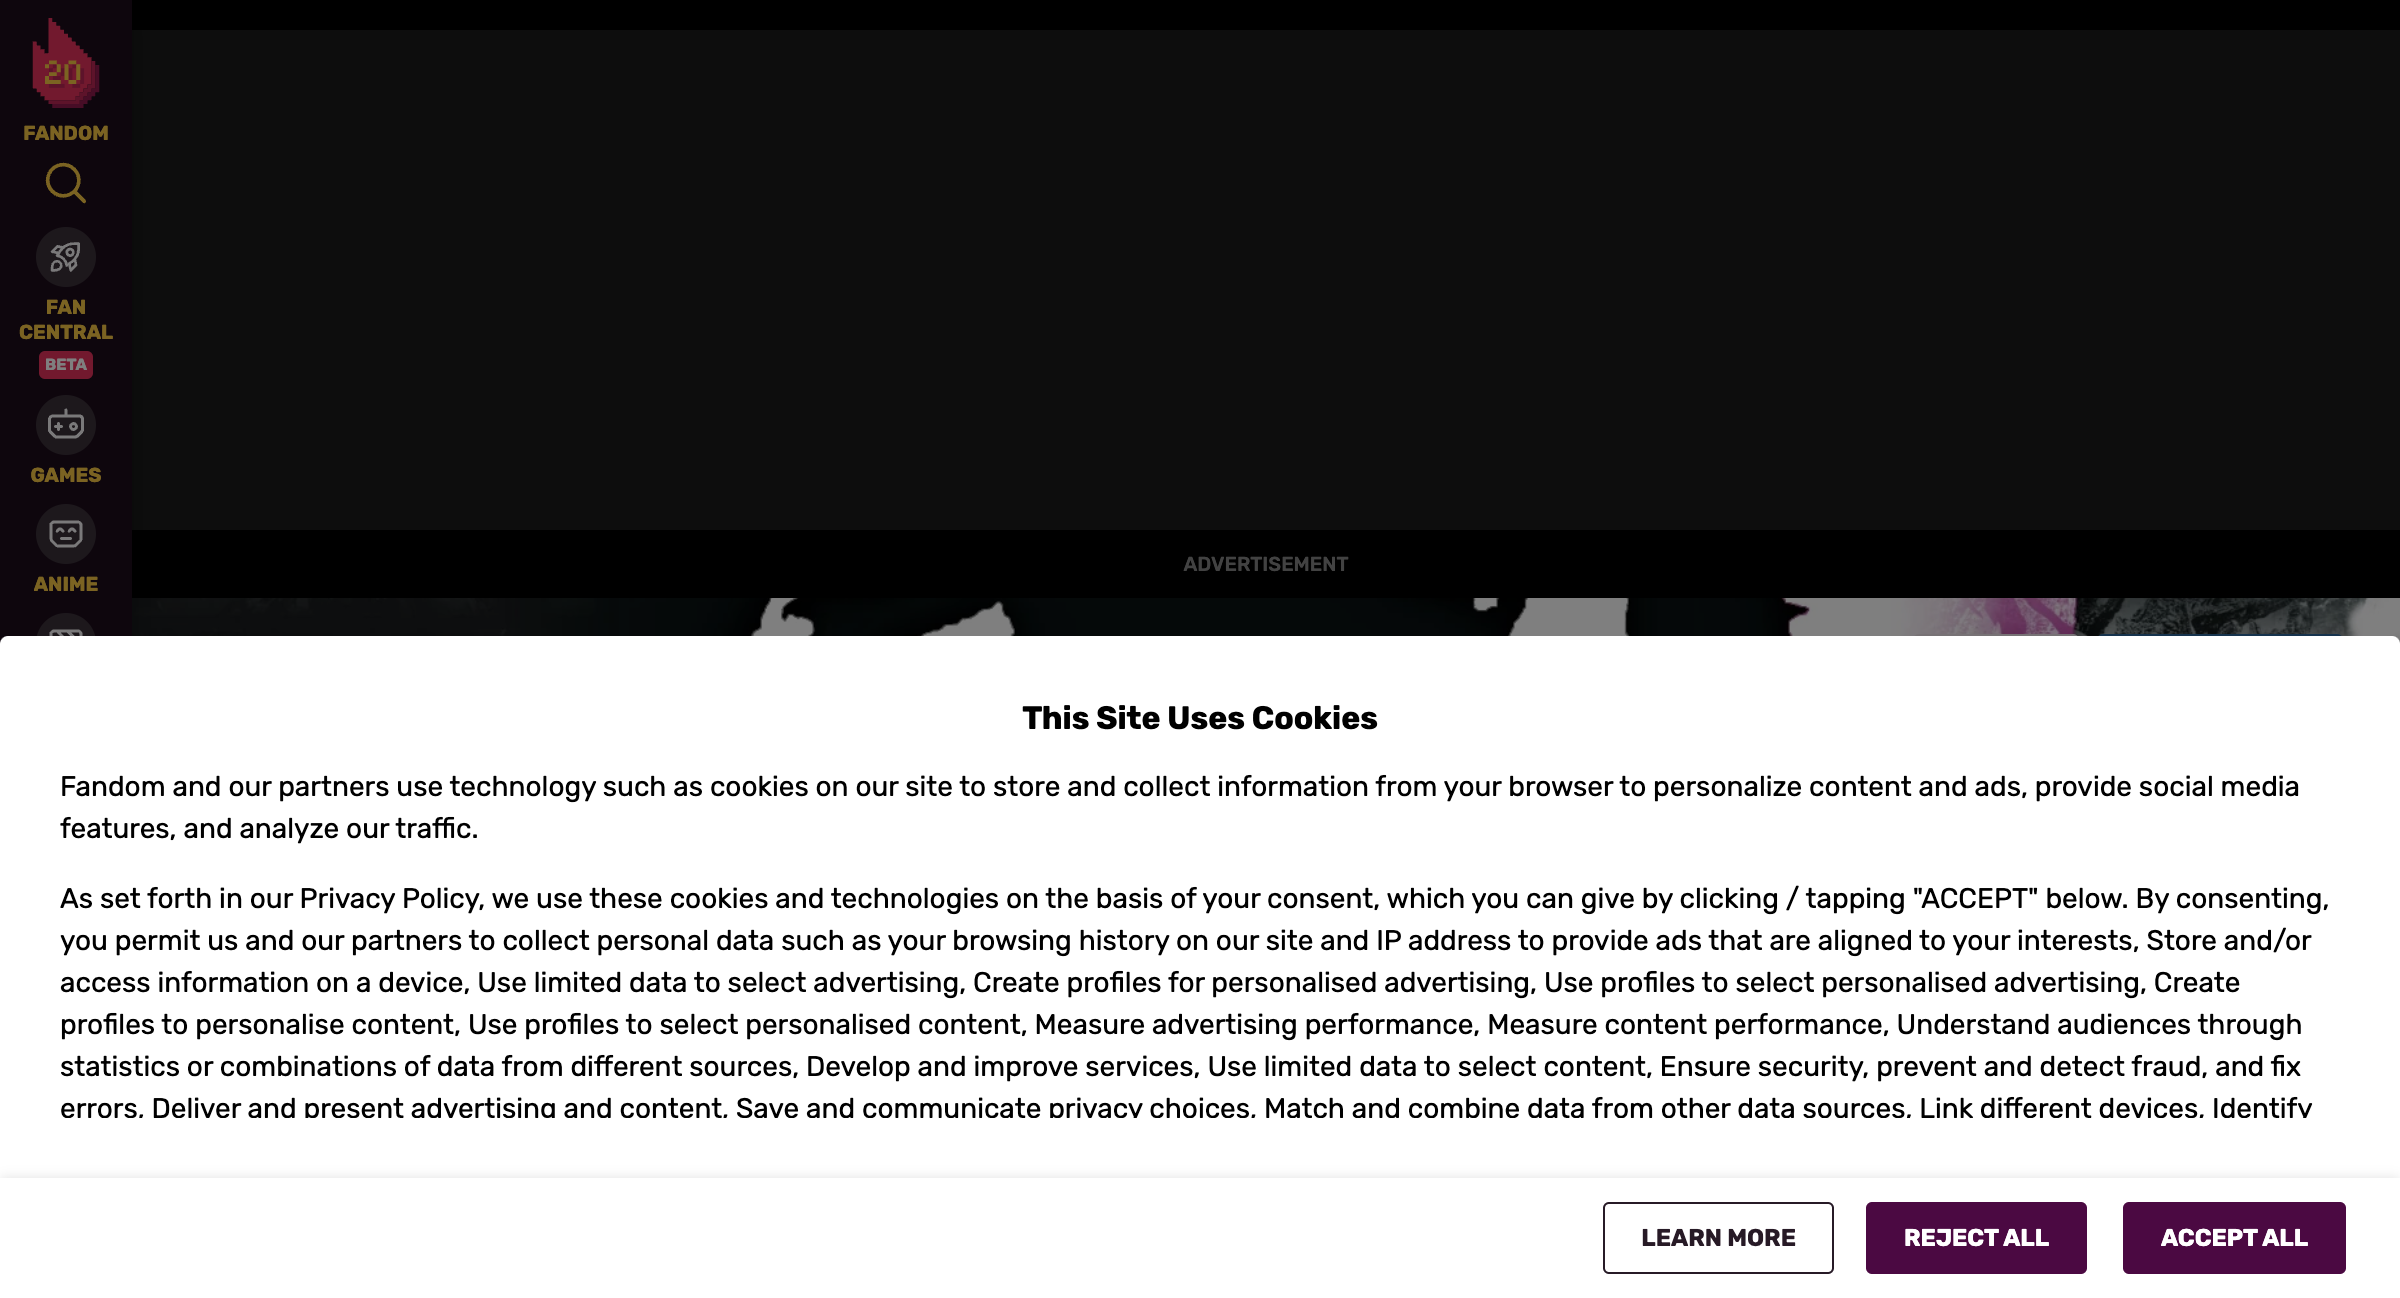 20
FANDOM
FAN
CENTRAL
BETA
GAMES
ANIME
ADVERTISEMENT
This Site Uses Cookies
Fandom and our partners use technology such as cookies on our site to store and collect information from your browser to personalize content and ads, provide social media
features, and analyze our traffic.
As set forth in our Privacy Policy, we use these cookies and technologies on the basis of your consent, which you can give by clicking / tapping "ACCEPT" below. By consenting,
you permit us and our partners to collect personal data such as your browsing history on our site and IP address to provide ads that are aligned to your interests, Store and/or
access information on a device, Use limited data to select advertising, Create profiles for personalised advertising, Use profiles to select personalised advertising, Create
profiles to personalise content, Use profiles to select personalised content, Measure advertising performance, Measure content performance, Understand audiences through
statistics or combinations of data from different sources, Develop and improve services, Use limited data to select content, Ensure security, prevent and detect fraud, and fix
errors, Deliver and present advertising and content, Save and communicate privacy choices, Match and combine data from other data sources, Link different devices, Identify
LEARN MORE
REJECT ALL
ACCEPT ALL